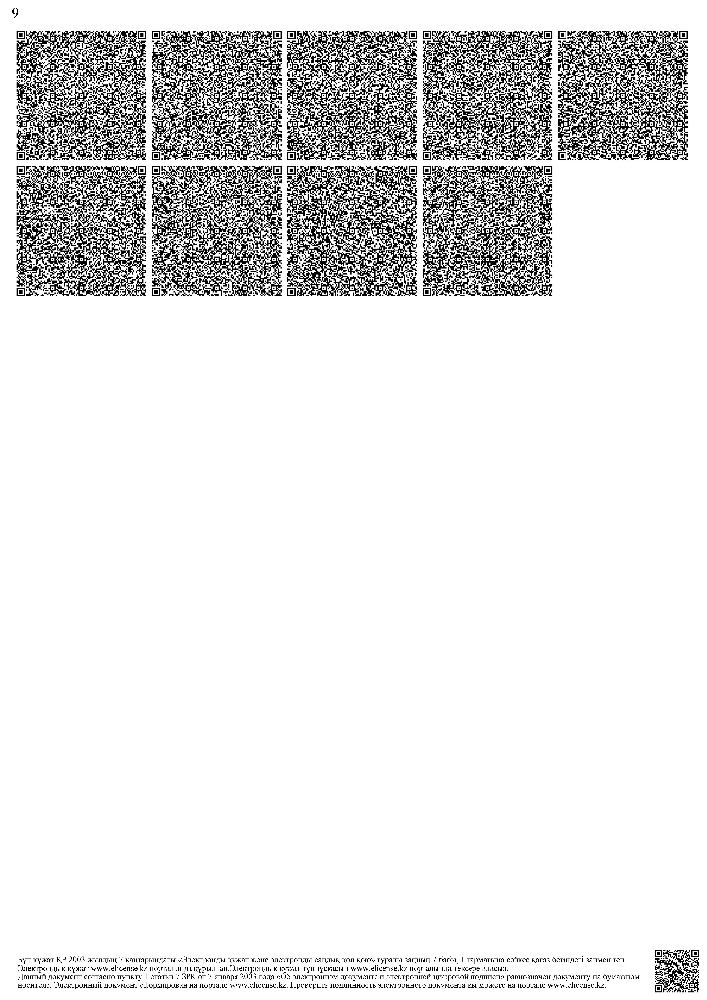 9
Бұл құжат ҚР 2003 жылдың 7 қаңтарындағы «Электронды құжат және электронды сандық қол қою» туралы заңның 7 бабы, 1 тармағына сәйкес қағаз бетіндегі заңмен тең.
Электрондық құжат www.elicense.kz порталында құрылған.Электрондық құжат түпнұсқасын www.elicense.kz порталында тексере аласыз.
Данный документ согласно пункту 1 статьи 7 ЗРК от 7 января 2003 года «Об электронном документе и электронной цифровой подписи» равнозначен документу на бумажном
носителе. Электронный документ сформирован на портале www.elicense.kz. Проверить подлинность электронного документа вы можете на портале www.elicense.kz.